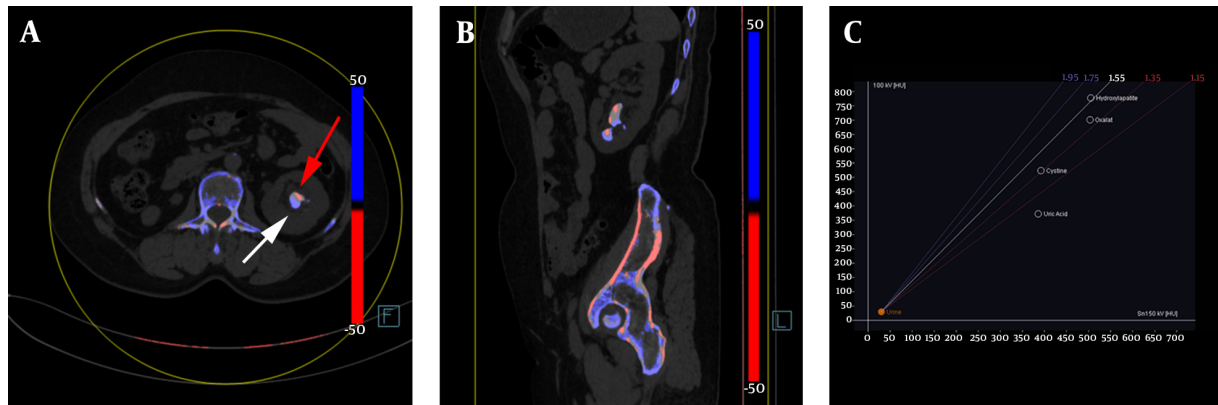 A
50
-50
F
B
50
-50
L
C
1.95 1.75 1.55 1.35 1.15
100 kV [HU]
800
750
700
650
600
550
500
450
400
350
300
250
200
150
100
50
0
Hydroxylapatite
Oxalat
Cystine
Uric Acid
Urine
Sn150 kV [HU]
0 50 100 150 200 250 300 350 400 450 500 550 600 650 700